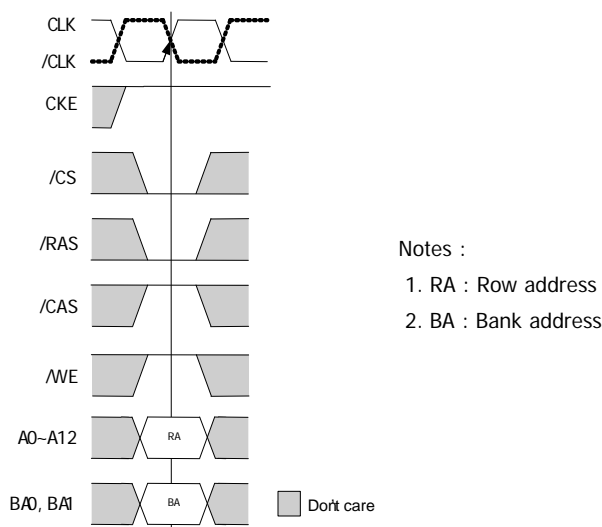 CLK
/CLK
CKE
/CS
/RAS
/CAS
/WE
A0~A12
RA
BA0, BA1
BA
Notes :
1. RA : Row address
2. BA : Bank address
Don't care